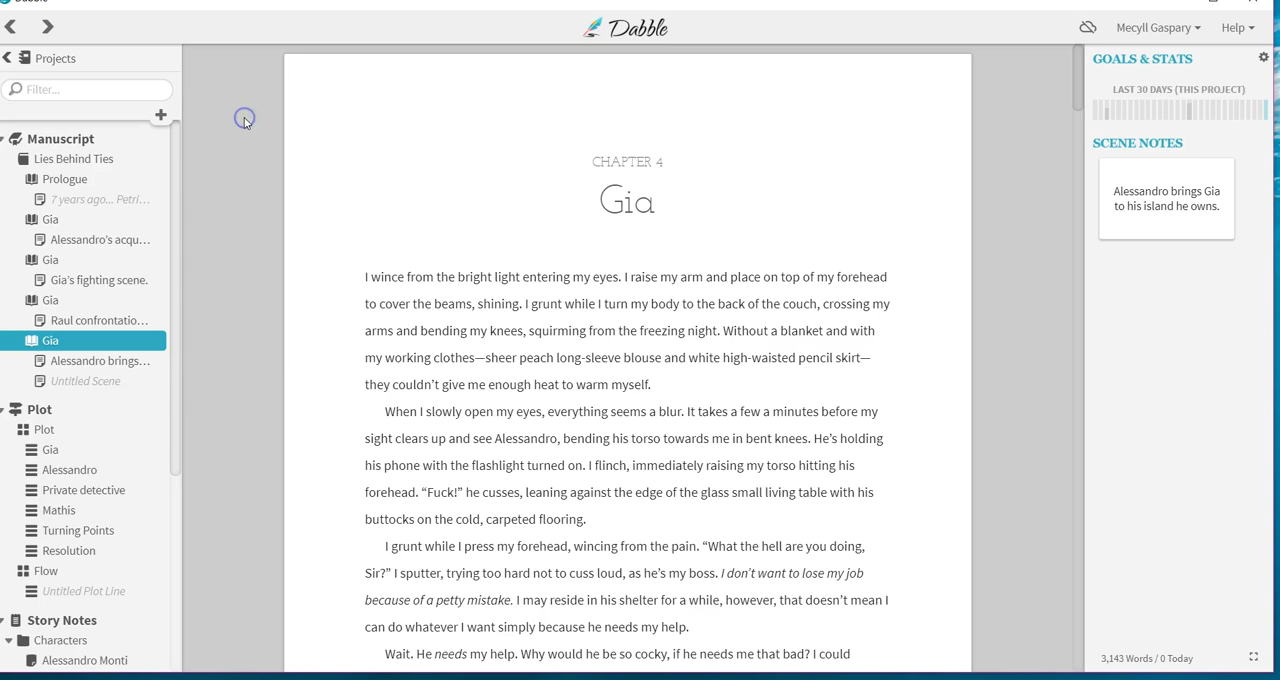 Dabble
Dabble
Mecyll Gaspary
Help
Projects
Filter...
Manuscript
Lies Behind Ties
Prologue
7 years ago... Petri...
Gia
Alessandro's acqu...
Gia
Gia's fighting scene.
Gia
Raul confrontatio...
Gia
Alessandro brings...
Untitled Scene
Plot
Plot
Gia
Alessandro
Private detective
Mathis
Turning Points
Resolution
Flow
Untitled Plot Line
Story Notes
Characters
Alessandro Monti
CHAPTER 4
Gia
I wince from the bright light entering my eyes. I raise my arm and place on top of my forehead
to cover the beams, shining. I grunt while I turn my body to the back of the couch, crossing my
arms and bending my knees, squirming from the freezing night. Without a blanket and with
my working clothes—sheer peach long-sleeve blouse and white high-waisted pencil skirt—
they couldn't give me enough heat to warm myself.
When I slowly open my eyes, everything seems a blur. It takes a few a minutes before my
sight clears up and see Alessandro, bending his torso towards me in bent knees. He's holding
his phone with the flashlight turned on. I flinch, immediately raising my torso hitting his
forehead. “Fuck!” he cusses, leaning against the edge of the glass small living table with his
buttocks on the cold, carpeted flooring.
I grunt while I press my forehead, wincing from the pain. “What the hell are you doing,
Sir?” I sputter, trying too hard not to cuss loud, as he's my boss. I don't want to lose my job
because of a petty mistake. I may reside in his shelter for a while, however, that doesn't mean I
can do whatever I want simply because he needs my help.
Wait. He needs my help. Why would he be so cocky, if he needs me that bad? I could
GOALS & STATS
LAST 30 DAYS (THIS PROJECT)
SCENE NOTES
Alessandro brings Gia
to his island he owns.
3,143 Words / 0 Today